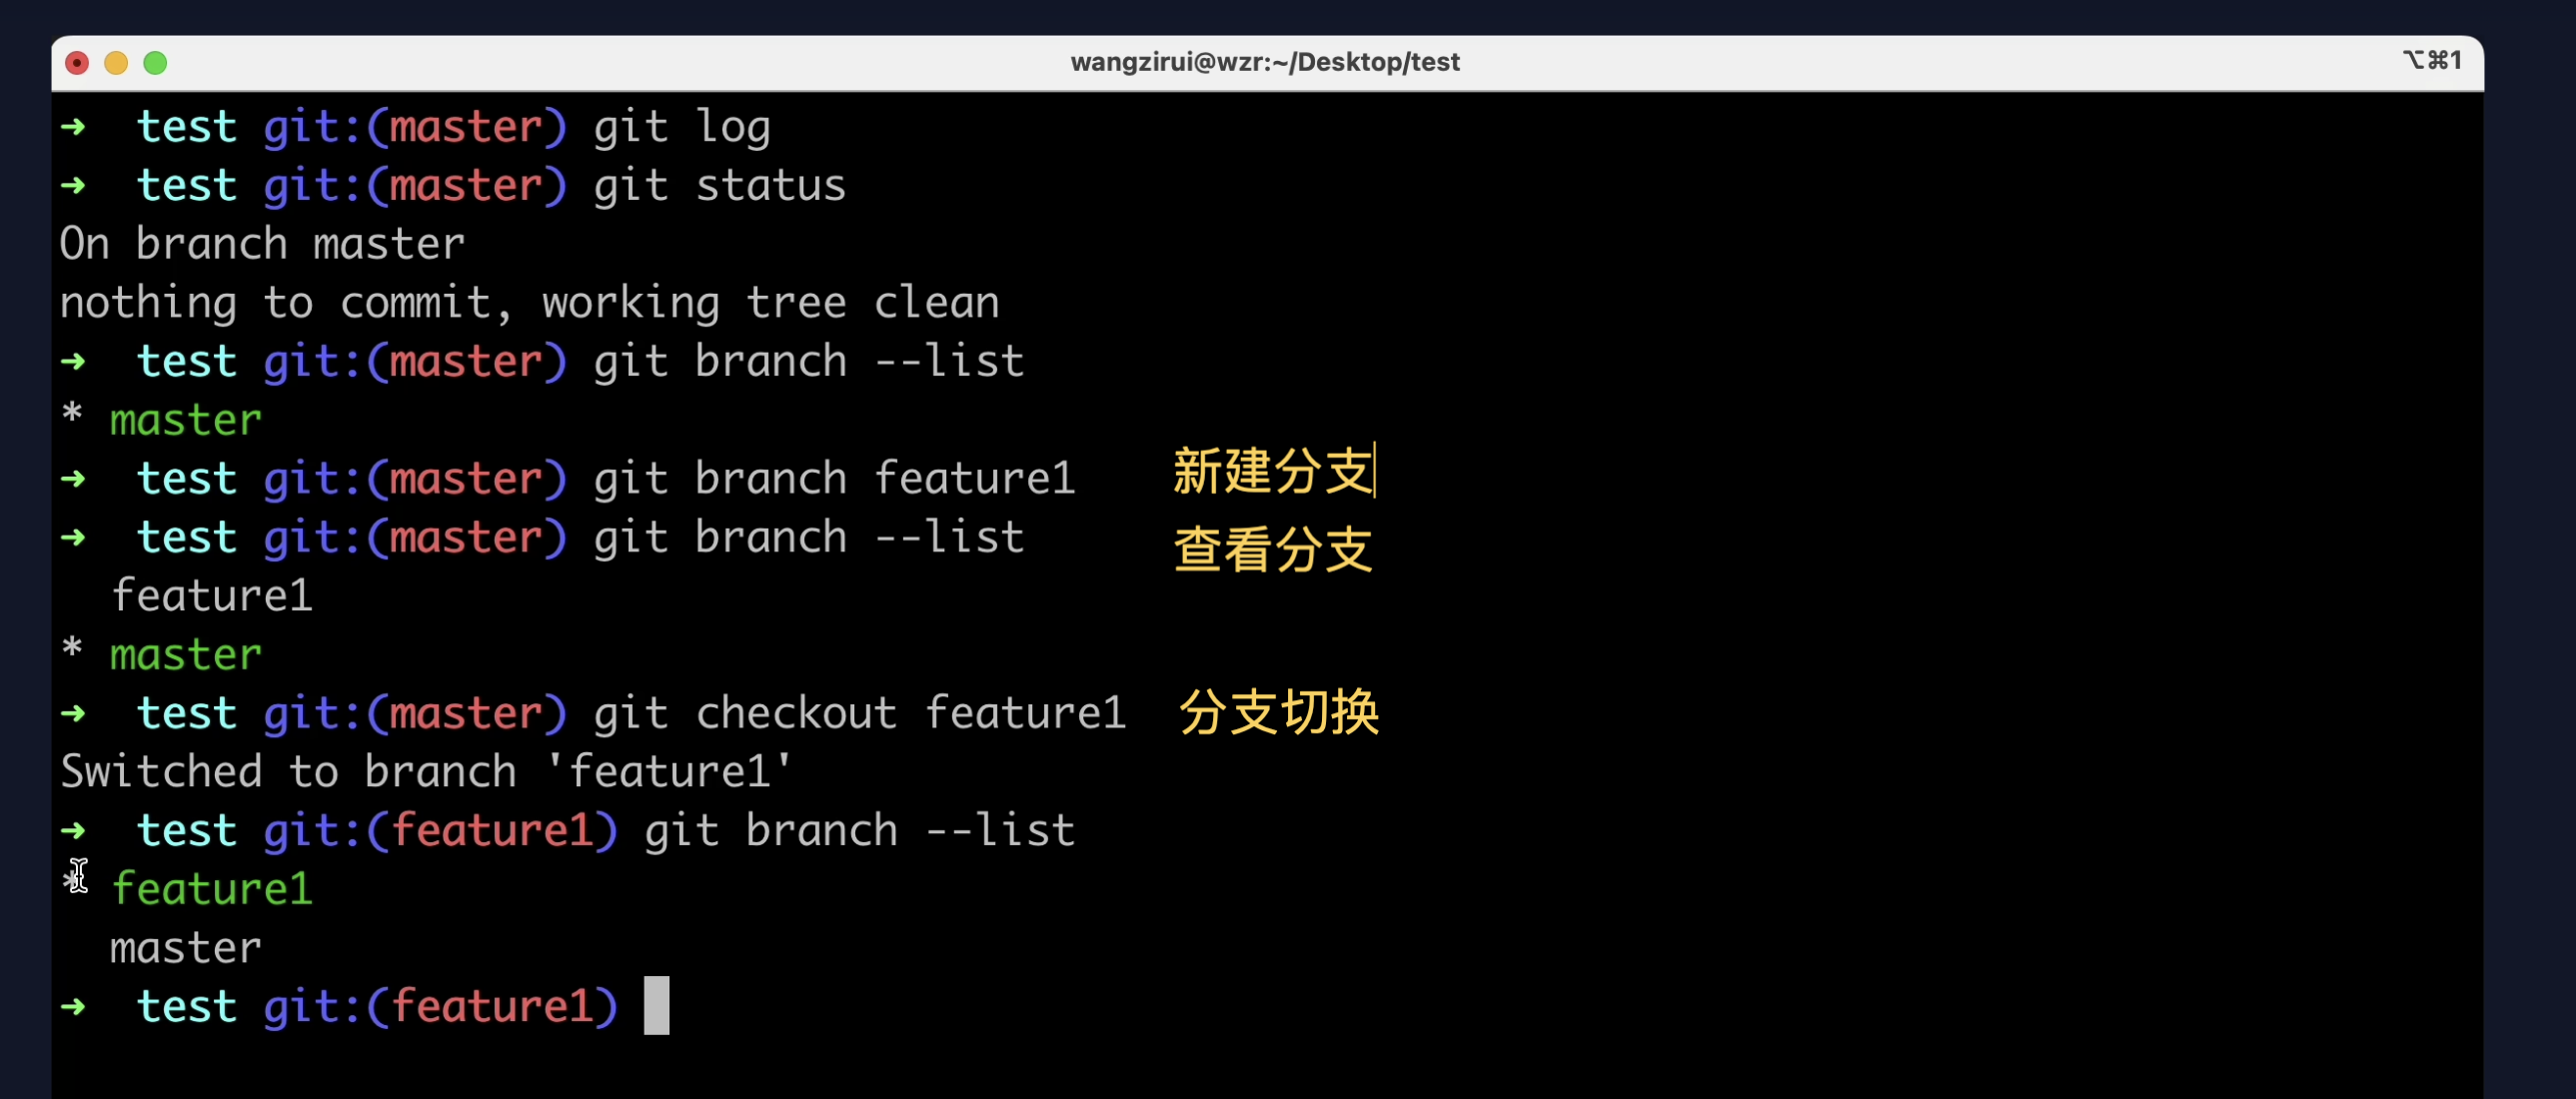 wangzirui@wzr:~/Desktop/test ⌥⌘1
➜ test git:(master) git log
➜ test git:(master) git status
On branch master
nothing to commit, working tree clean
➜ test git:(master) git branch --list
* master
➜ test git:(master) git branch feature1 新建分支
➜ test git:(master) git branch --list 查看分支
feature1
* master
➜ test git:(master) git checkout feature1 分支切换
Switched to branch 'feature1'
➜ test git:(feature1) git branch --list
* feature1
master
➜ test git:(feature1)